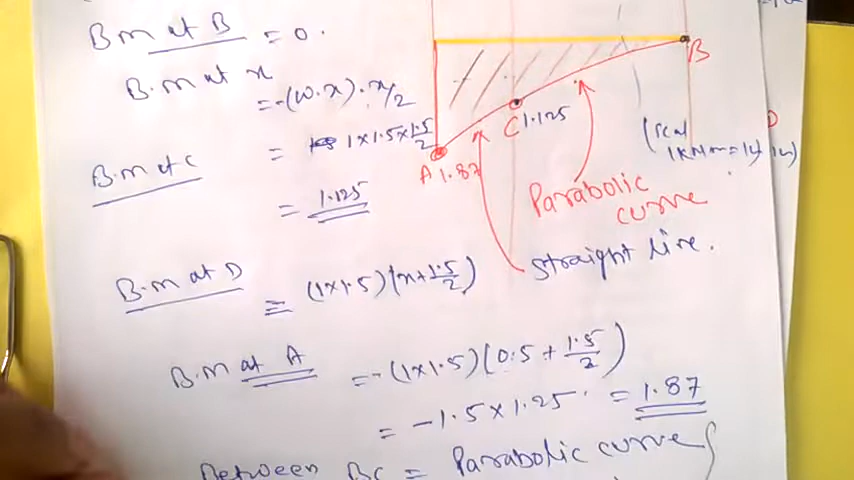 B.M at B = 0.
B.M at x
= -(w.x).x/2
B.M at C
= 1×1.5×1.5/2
= 1.125
B.M at D
= (1×1.5)(x+1.5/2)
B.M at A
= -(1×1.5)(0.5+1.5/2)
= -1.5×1.25 = 1.87
Between BC = Parabolic curve
B
C 1.125
A 1.87
Parabolic
curve
straight line.